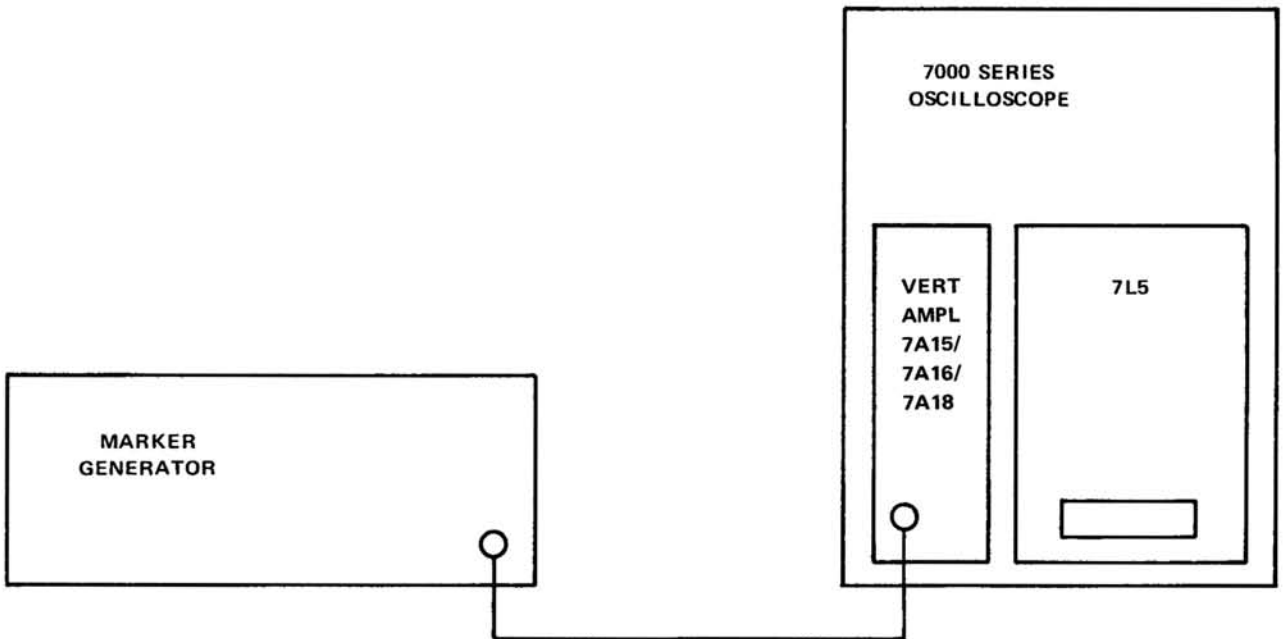 7000 SERIES
OSCILLOSCOPE
VERT
AMPL
7A15/
7A16/
7A18
7L5
MARKER
GENERATOR